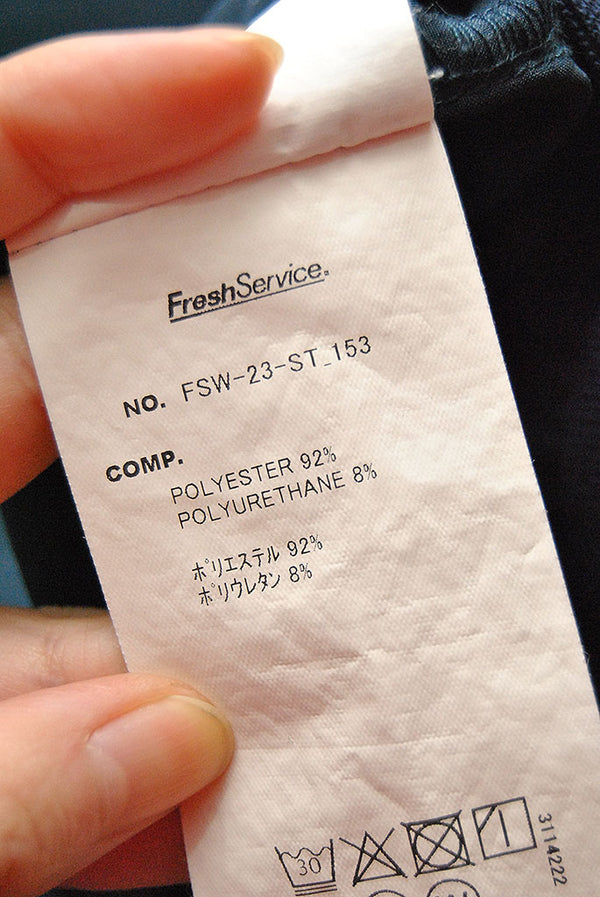 FreshService®
NO. FSW-23-ST_153
COMP.
POLYESTER 92%
POLYURETHANE 8%
ポリエステル 92%
ポリウレタン 8%
30
3114222